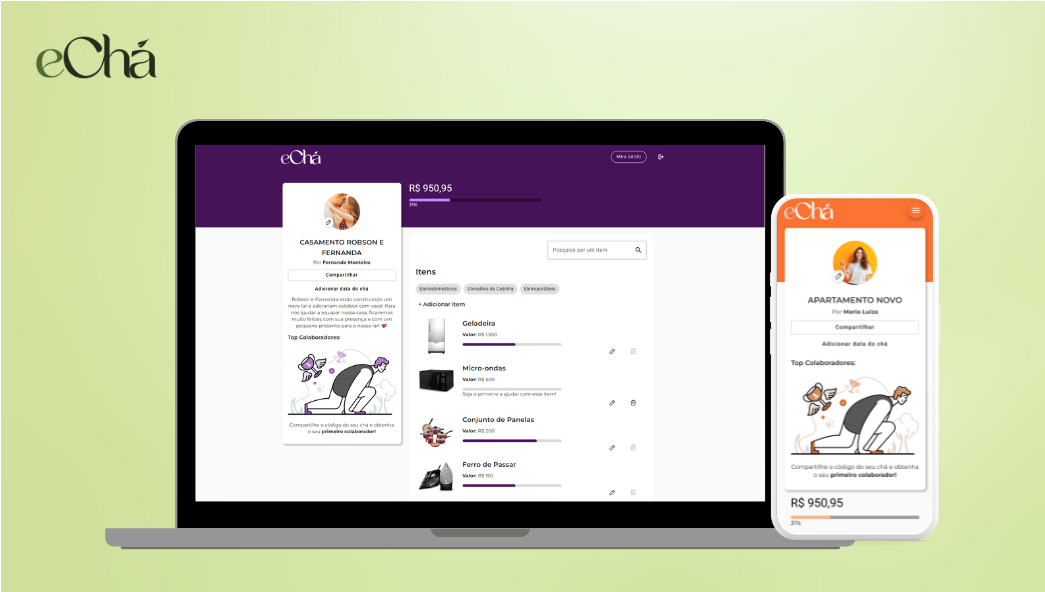 eChá
eChá
Meu saldo
R$ 950,95
31%
CASAMENTO ROBSON E
FERNANDA
Por Fernanda Monteiro
Compartilhar
Adicionar data do chá
Robson e Fernanda estão construindo um
novo lar e adorariam celebrar com você! Para
nos ajudar a equipar nossa casa, ficaremos
muito felizes com sua presença e com um
pequeno presente para o nosso lar! 💞
Top Colaboradores:
Compartilhe o código do seu chá e obtenha
o seu primeiro colaborador!
Pesquise por um item
Itens
Eletrodomésticos
Utensílios de Cozinha
Eletroportáteis
+ Adicionar item
Geladeira
Valor: R$ 1.500
Micro-ondas
Valor: R$ 500
Seja o primeiro a ajudar com esse item!
Conjunto de Panelas
Valor: R$ 200
Ferro de Passar
Valor: R$ 150
eChá
APARTAMENTO NOVO
Por Maria Luiza
Compartilhar
Adicionar data do chá
Top Colaboradores:
Compartilhe o código do seu chá e obtenha
o seu primeiro colaborador!
R$ 950,95
31%